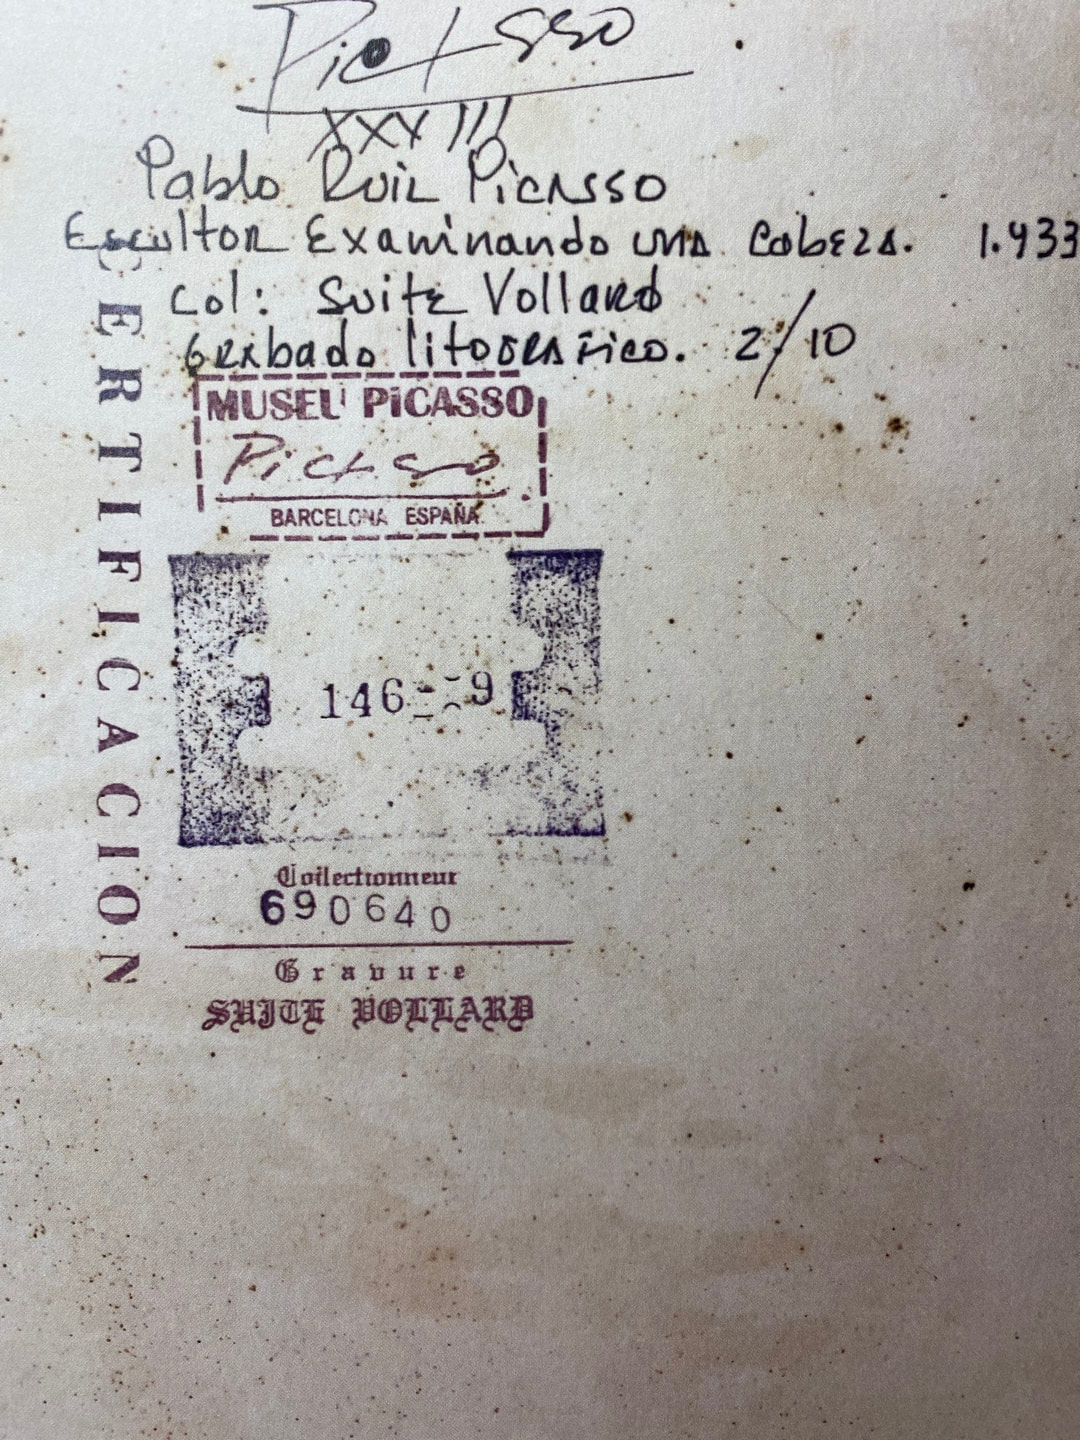 Picasso
XXXIII
Pablo Ruiz Picasso
Escultor Examinando una Cabeza. 1.933
Col: Suite Vollard
Grabado litografico. 2/10
CERTIFICACION
MUSEU PiCASSO
Picasso
BARCELONA ESPAÑA
146 9
Collectionneur
690640
Gravure
SUITE VOLLARD